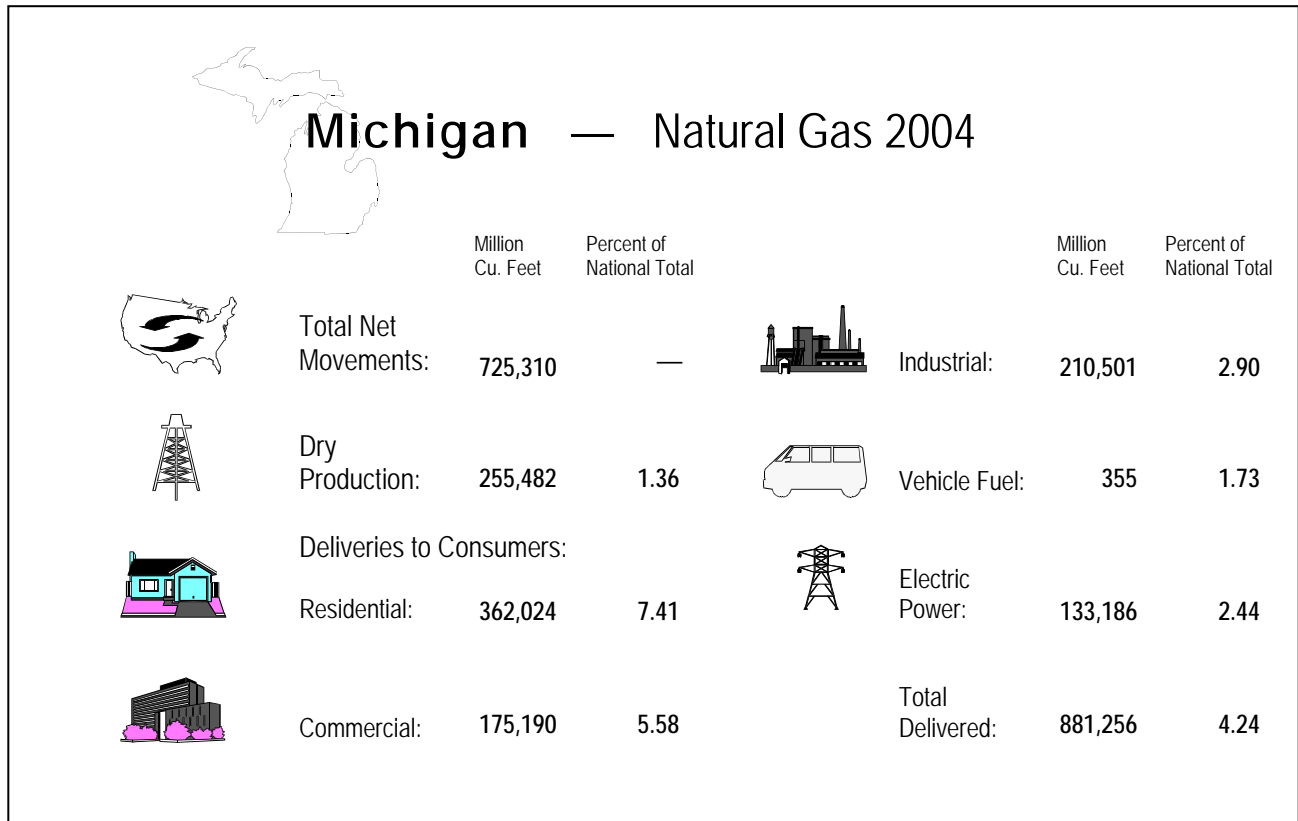 Michigan — Natural Gas 2004
Million Cu. Feet
Percent of National Total
Total Net Movements: 725,310 —
Dry Production: 255,482 1.36
Deliveries to Consumers:
Residential: 362,024 7.41
Commercial: 175,190 5.58
Million Cu. Feet
Percent of National Total
Industrial: 210,501 2.90
Vehicle Fuel: 355 1.73
Electric Power: 133,186 2.44
Total Delivered: 881,256 4.24